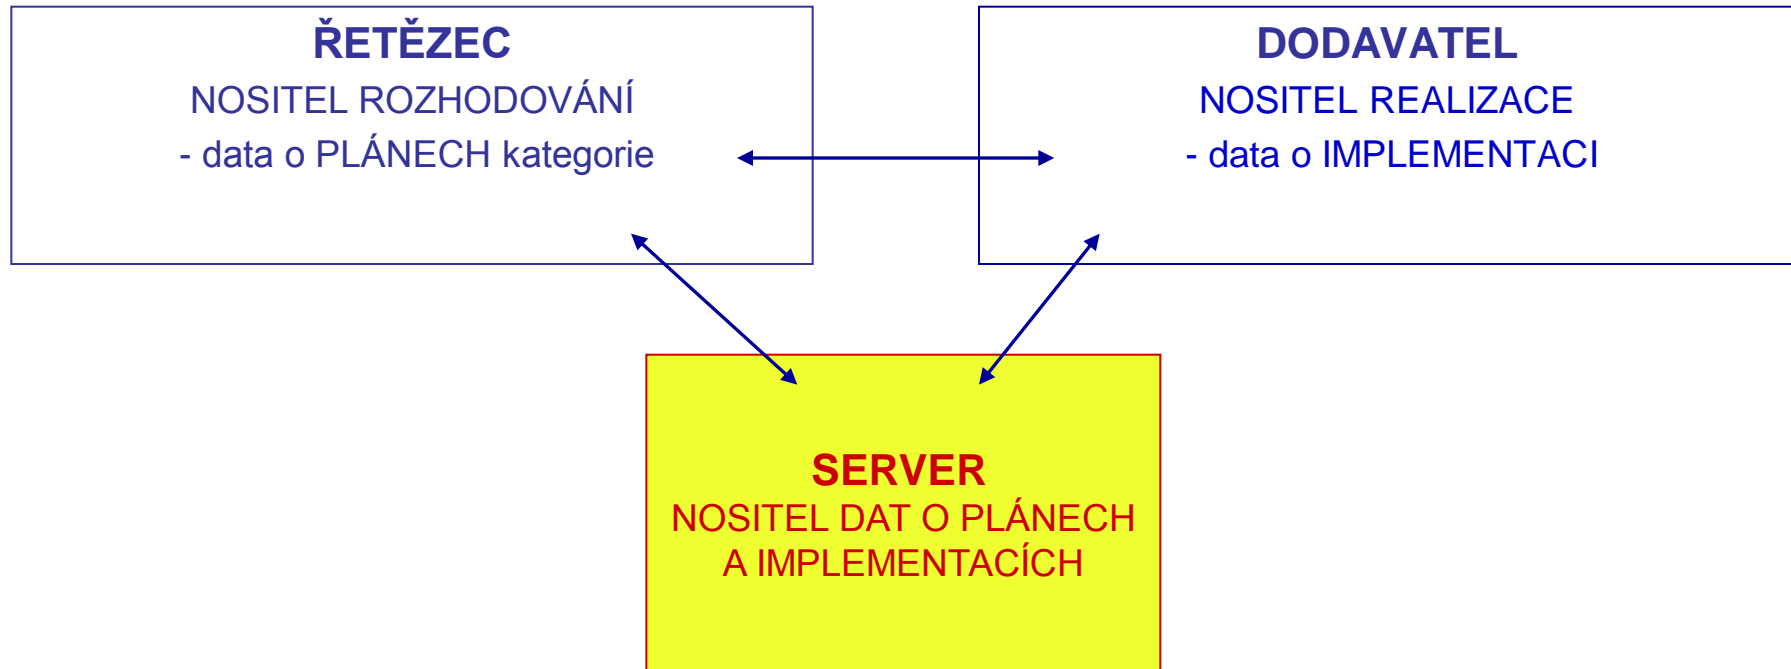 ŘETĚZEC
NOSITEL ROZHODOVÁNÍ
- data o PLÁNECH kategorie
DODAVATEL
NOSITEL REALIZACE
- data o IMPLEMENTACI
SERVER
NOSITEL DAT O PLÁNECH
A IMPLEMENTACÍCH